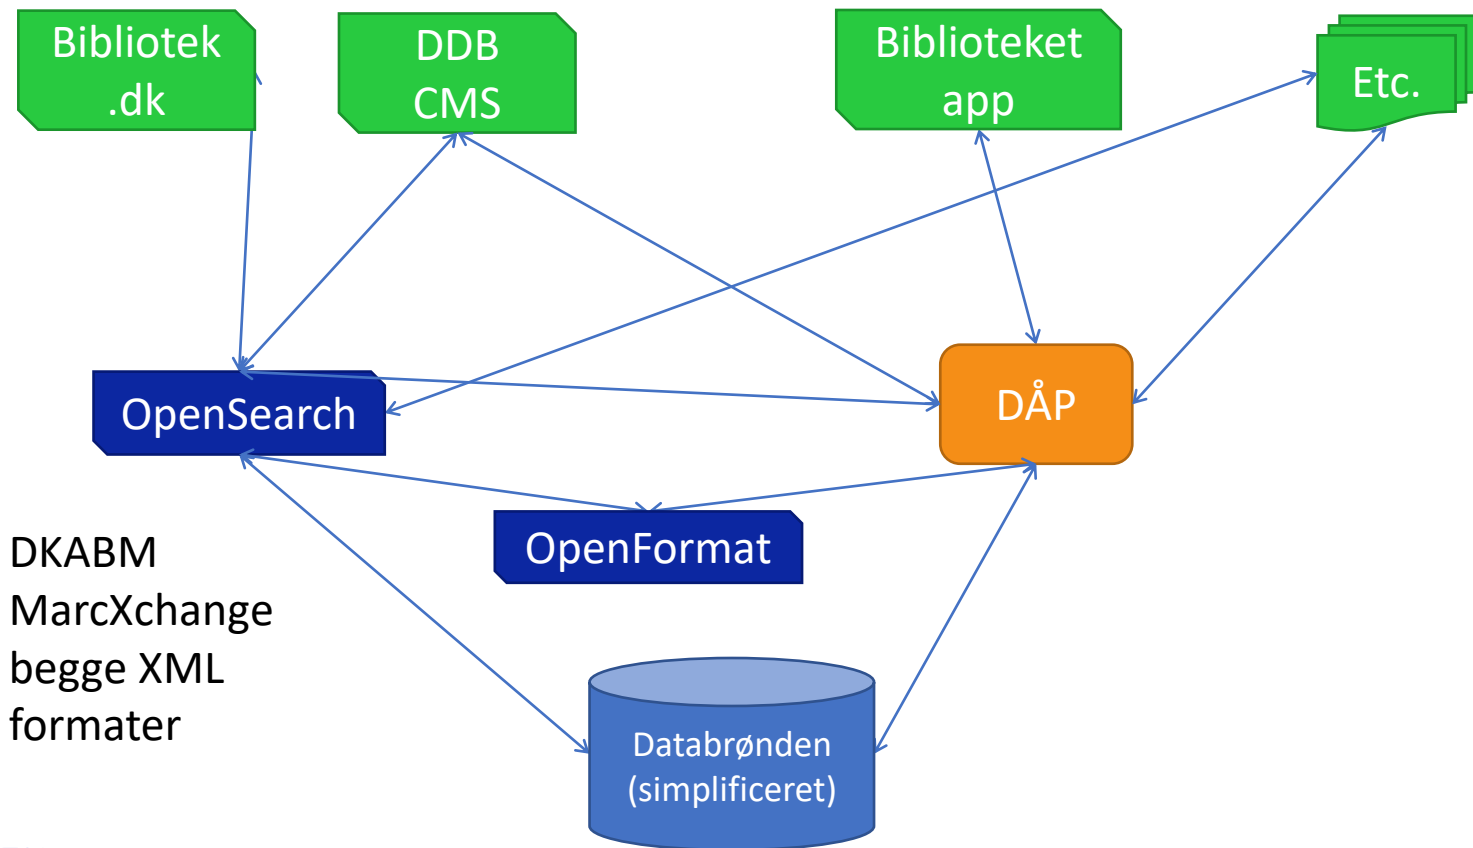 Bibliotek
.dk
DDB
CMS
Biblioteket
app
Etc.
OpenSearch
DÅP
OpenFormat
DKABM
MarcXchange
begge XML
formater
Databrønden
(simplificeret)